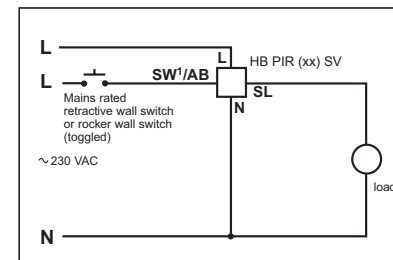 L
L
HB PIR (xx) SV
L
SW¹/AB
SL
N
Mains rated
retractive wall switch
or rocker wall switch
(toggled)
~ 230 VAC
load
N